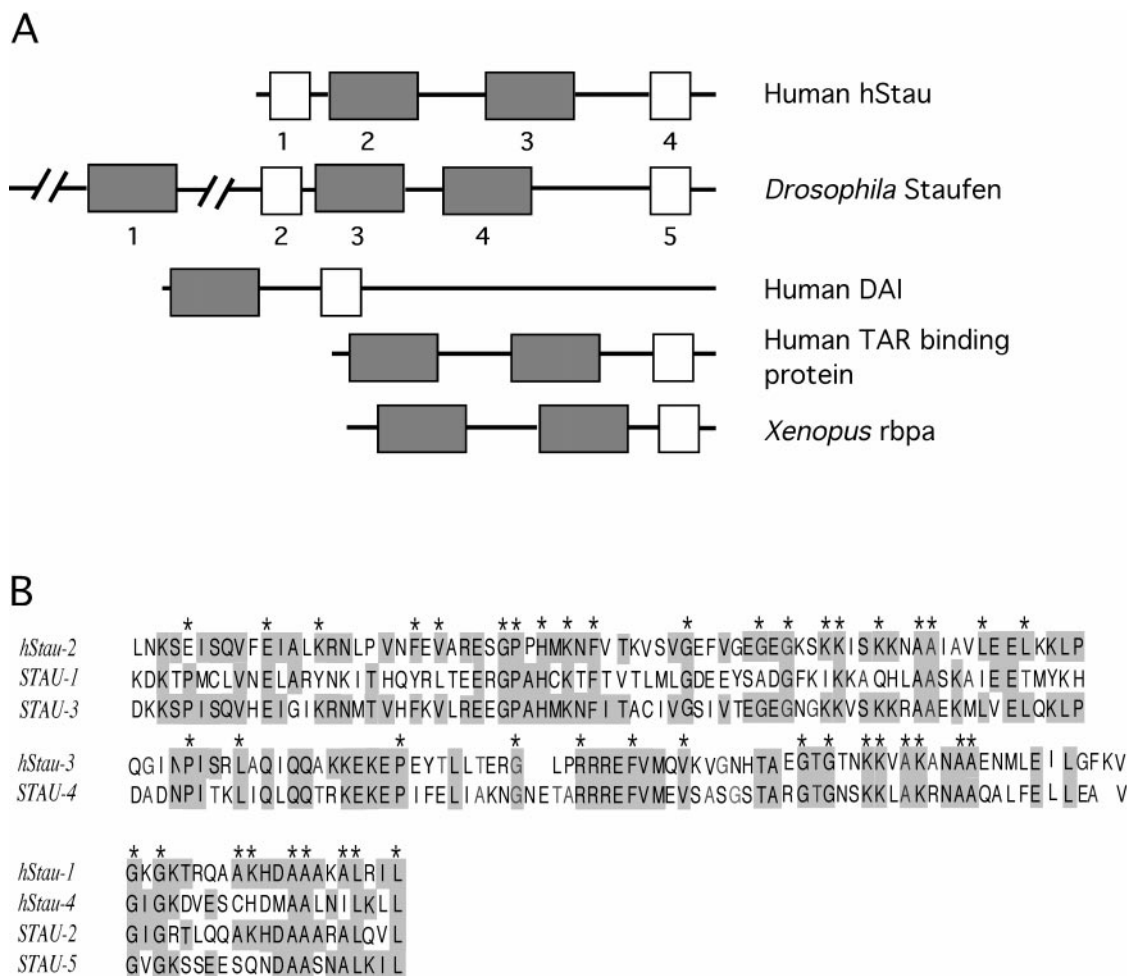 A
Human hStau
1 2 3 4
Drosophila Staufen
1 2 3 4 5
Human DAI
Human TAR binding
protein
Xenopus rbpa
B
* * * * * ** * * * * * * ** * ** * *
hStau-2 LNKSEISQVFEIALKRNLPVNFEVARESGPPHMKNFVTKVSVGEFVGEGEGKSKKISKKNAAIAVLEELKKLP
STAU-1 KDKTPMCLVNELARYNKITHQYRLTEERGPAHCKTFTVTLMLGDEEYSADGFKIKKAQHLAASKAIEETMYKH
STAU-3 DKKSPISQVHEIGIKRNMTVHFKVLREEGPAHMKNFITACIVGSIVTEGEGNGKKVSKKRAAEKMLVELQKLP
* * * * * * * * * ** ** **
hStau-3 QGINPISRLAQIQQAKKEKEPEYTLLTERG LPRRREFVMQVKVGNHTAEGTGTNKKVAKANAAENMLEILGFKV
STAU-4 DADNPITKLIQLQQTRKEKEPIFELIAKNGNETARRREFVMEVSASGSTARGTGNSKKLAKRNAAQALFELLEA V
* * ** ** ** *
hStau-1 GKGKTRQAAKHDAAAKALRIL
hStau-4 GIGKDVESCHDMAALNILKLL
STAU-2 GIGRTLQQAKHDAAARALQVL
STAU-5 GVGKSSEESQNDAASNALKIL